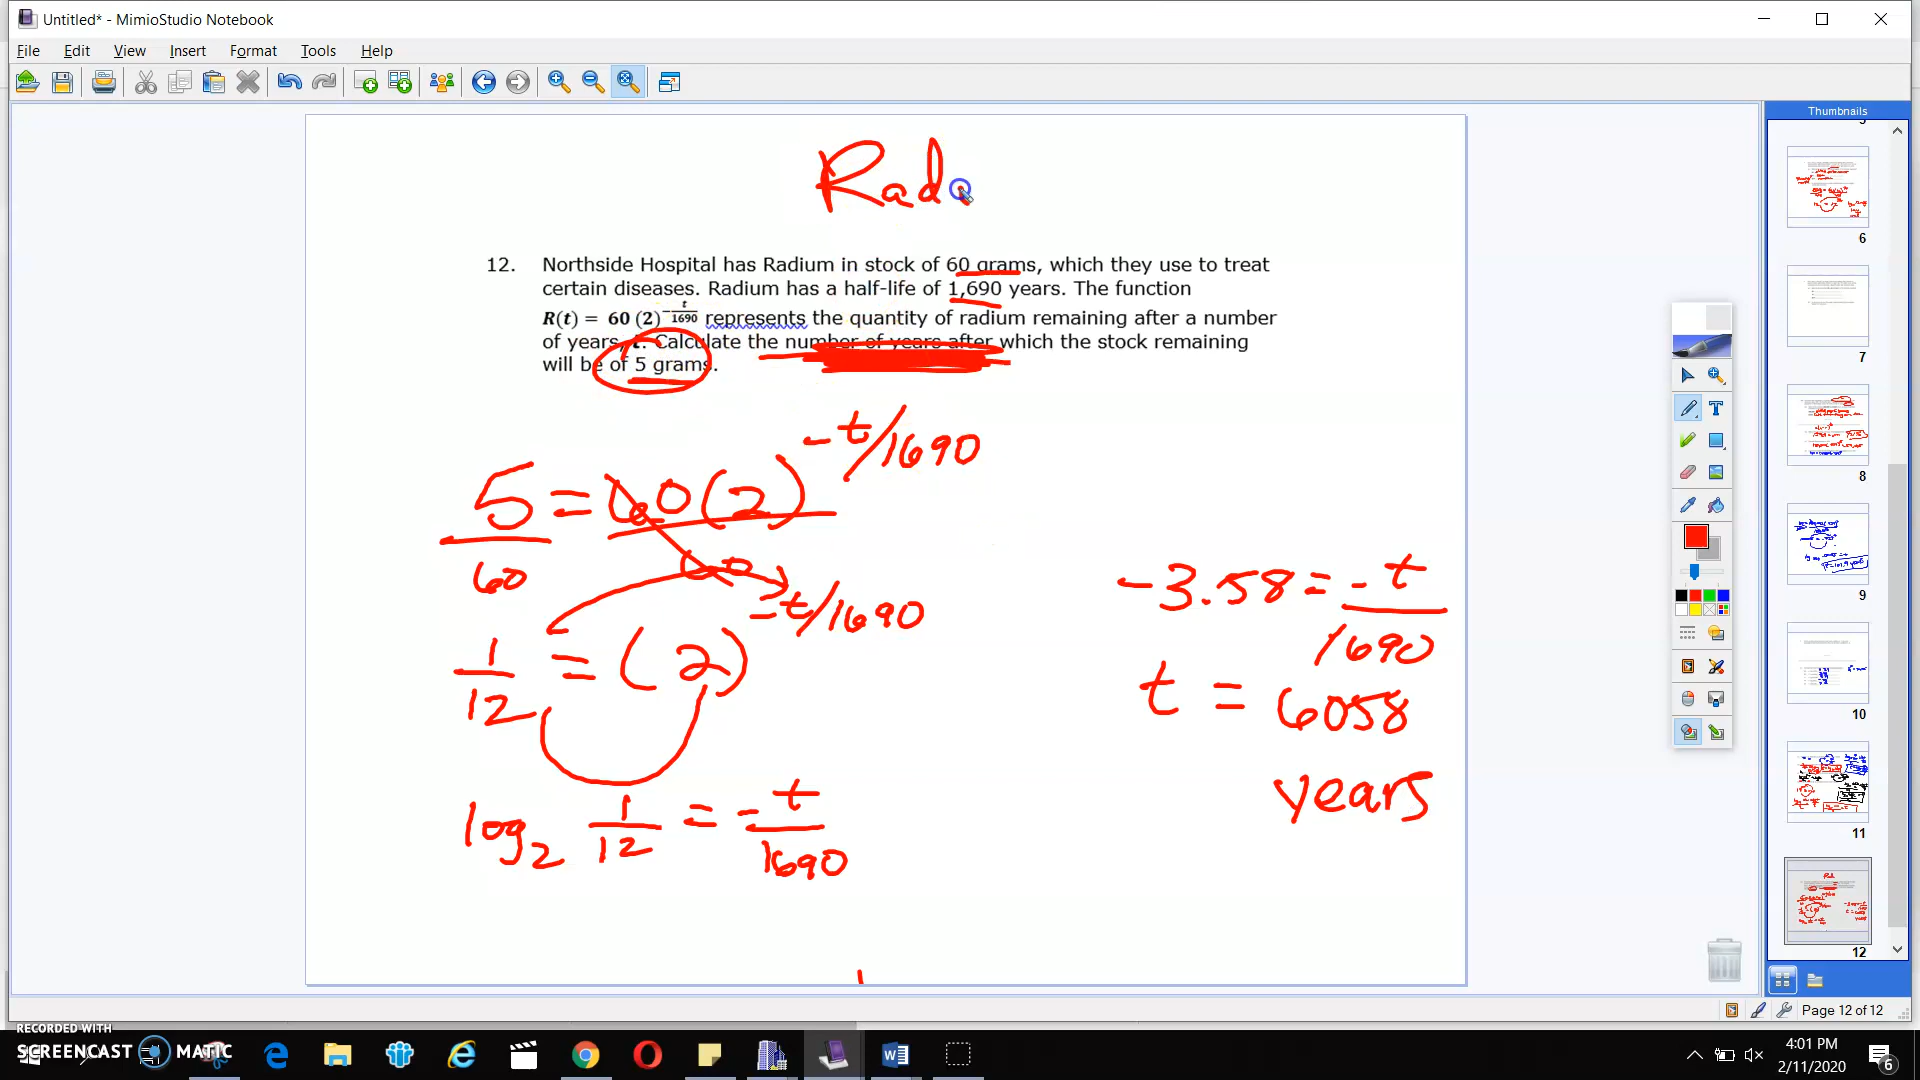 Untitled* - MimioStudio Notebook
File Edit View Insert Format Tools Help
Thumbnails
Rad
12. Northside Hospital has Radium in stock of 60 grams, which they use to treat
certain diseases. Radium has a half-life of 1,690 years. The function
R(t) = 60 (2)^-t/1690 represents the quantity of radium remaining after a number
of years, t. Calculate the number of years after which the stock remaining
will be of 5 grams.
5 = 60 (2)^-t/1690
60 60
1/12 = (2)^-t/1690
log₂ 1/12 = -t/1690
-3.58 = -t/1690
t = 6058
years
5
6
7
8
9
10
11
12
T
Page 12 of 12
RECORDED WITH
SCREENCAST MATIC
4:01 PM
2/11/2020
6